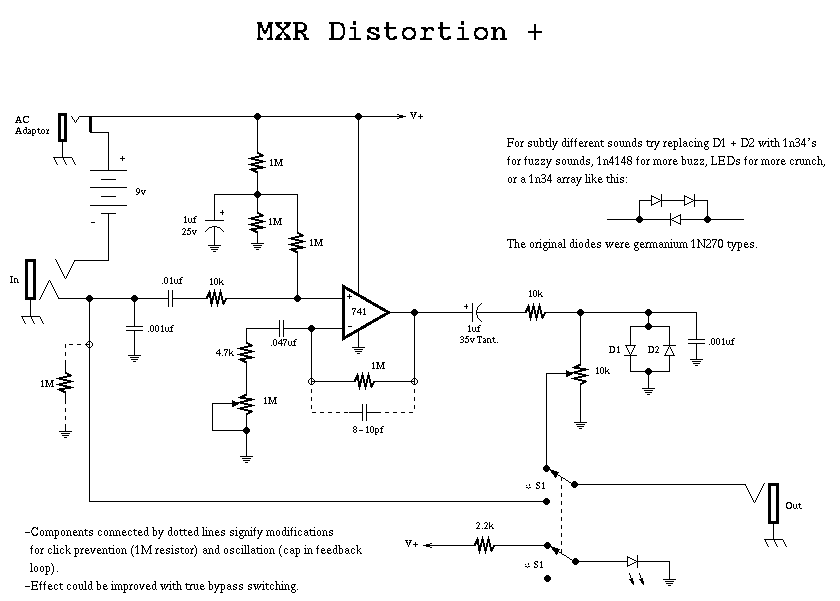 MXR Distortion +
AC
Adaptor
V+
+
9v
-
1M
1uf
25v
+
1M
1M
For subtly different sounds try replacing D1 + D2 with 1n34's
for fuzzy sounds, 1n4148 for more buzz, LEDs for more crunch,
or a 1n34 array like this:
The original diodes were germanium 1N270 types.
In
.01uf
10k
.001uf
+
741
-
.047uf
4.7k
1M
1M
1M
8-10pf
+
1uf
35v Tant.
10k
10k
D1
D2
.001uf
* S1
Out
V+
2.2k
* S1
-Components connected by dotted lines signify modifications
for click prevention (1M resistor) and oscillation (cap in feedback
loop).
-Effect could be improved with true bypass switching.